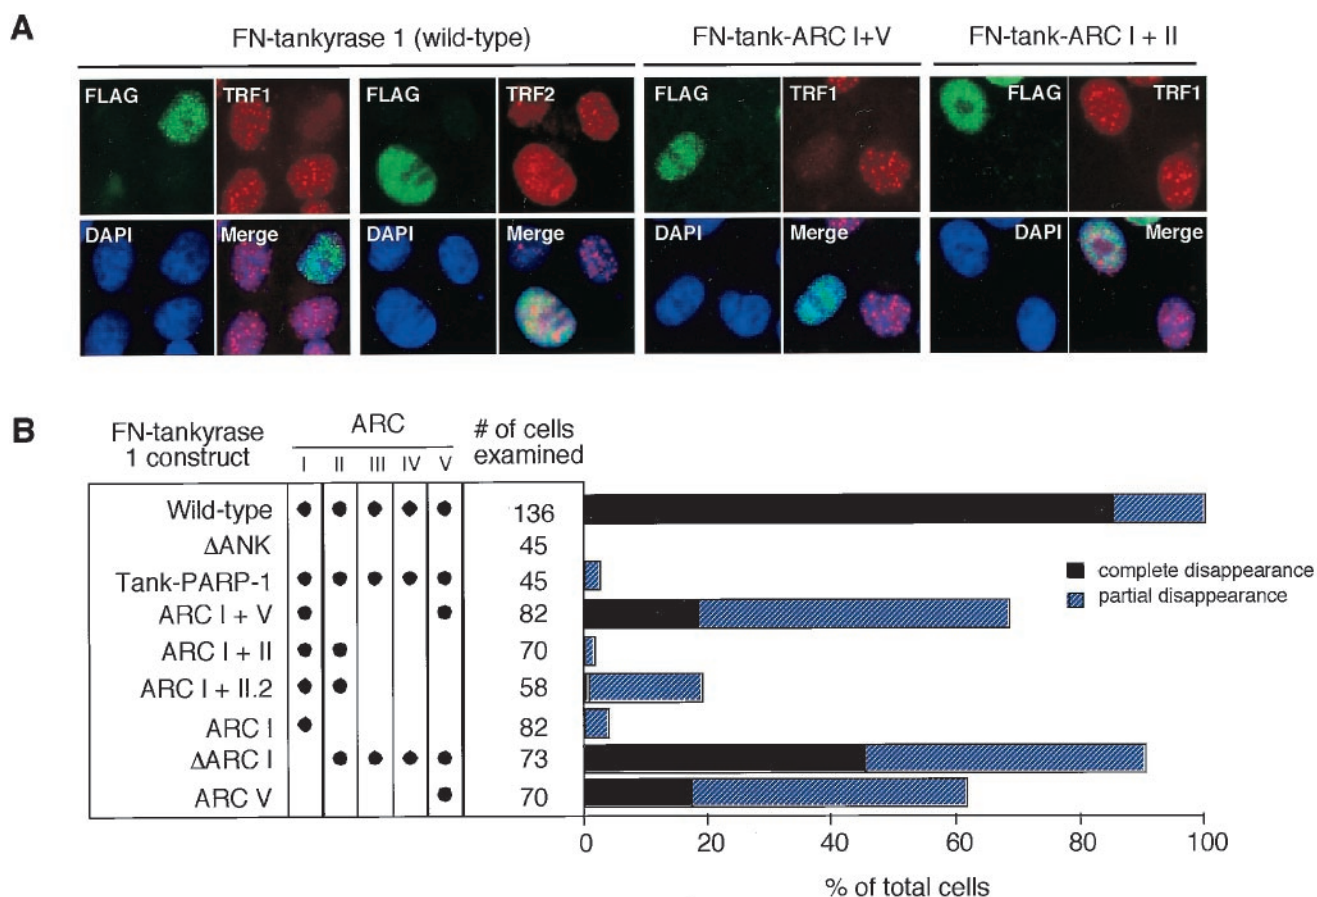 A
FN-tankyrase 1 (wild-type) FN-tank-ARC I+V FN-tank-ARC I + II
FLAG TRF1 FLAG TRF2 FLAG TRF1 FLAG TRF1
DAPI Merge DAPI Merge DAPI Merge DAPI Merge
B
FN-tankyrase 1 construct
ARC
I II III IV V
# of cells examined
Wild-type 136
ΔANK 45
Tank-PARP-1 45
ARC I + V 82
ARC I + II 70
ARC I + II.2 58
ARC I 82
ΔARC I 73
ARC V 70
complete disappearance
partial disappearance
0 20 40 60 80 100
% of total cells